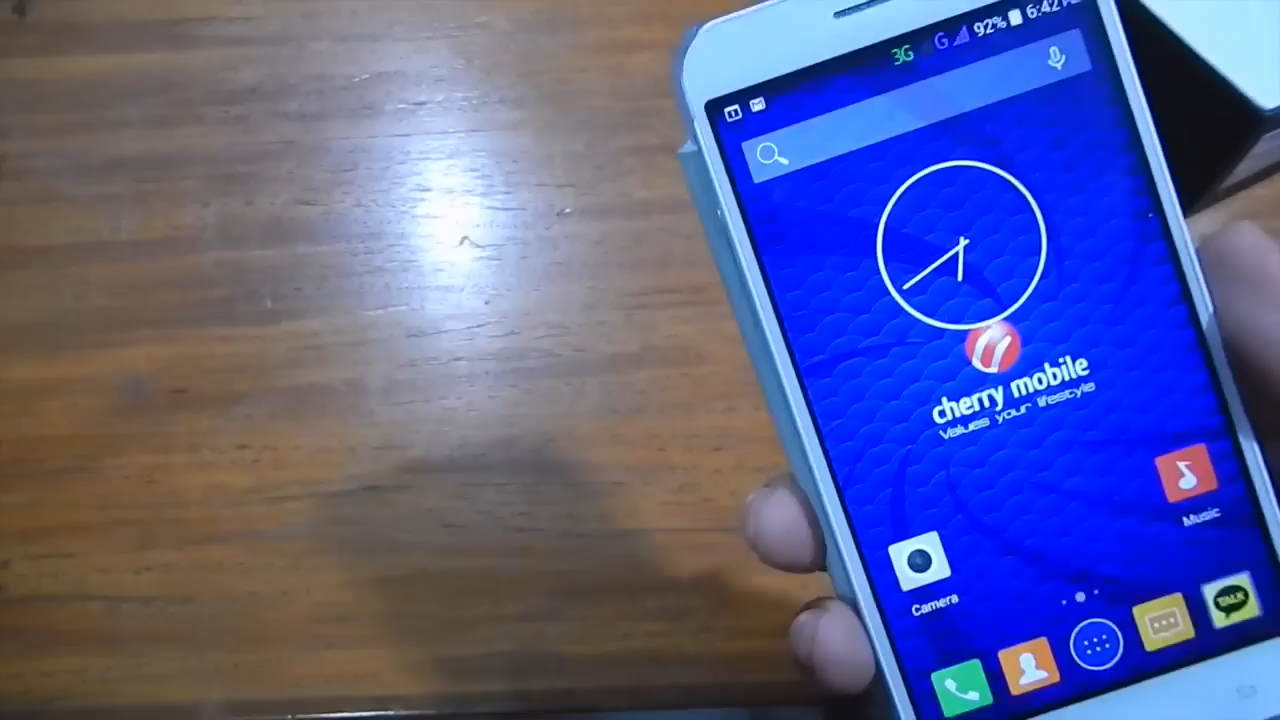 3G G 92% 6:42
cherry mobile
Values your lifestyle
Music
Camera
TALK